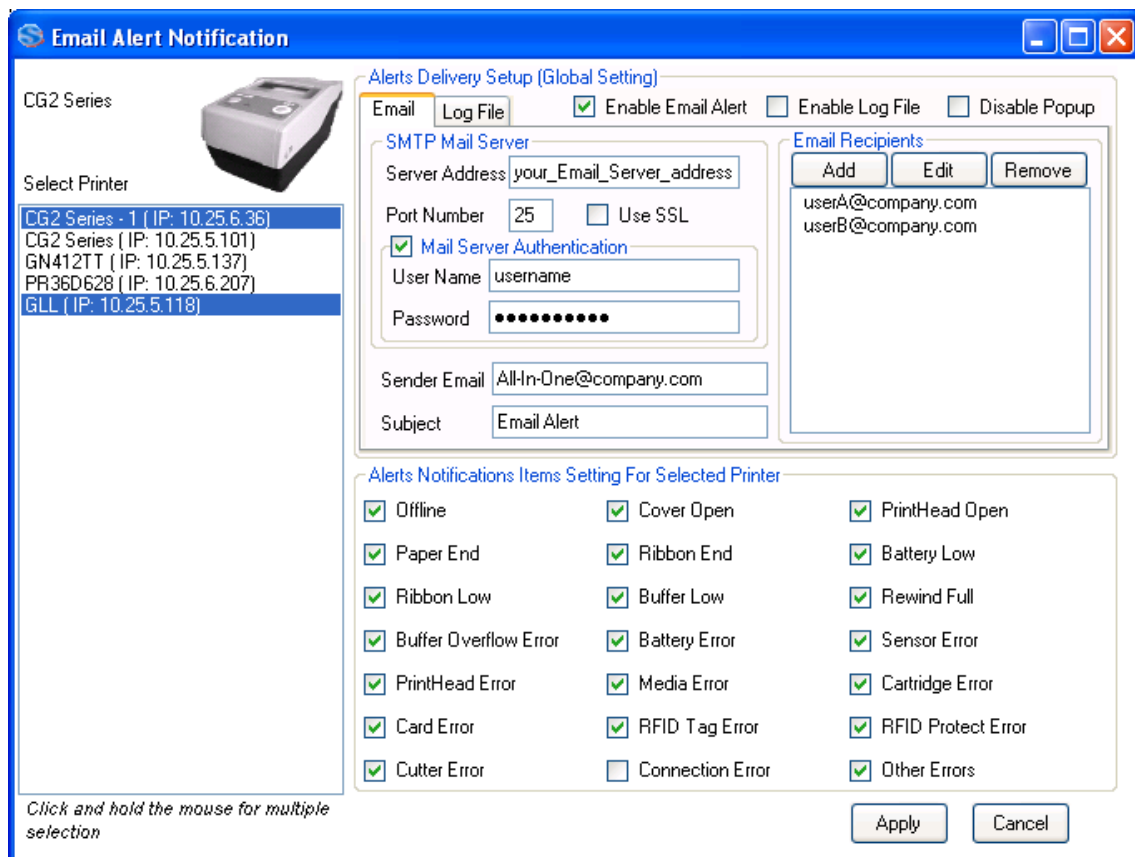 Email Alert Notification
CG2 Series
Select Printer
CG2 Series - 1 ( IP: 10.25.6.36)
CG2 Series ( IP: 10.25.5.101)
GN412TT ( IP: 10.25.5.137)
PR36D628 ( IP: 10.25.6.207)
GLL ( IP: 10.25.5.118)
Click and hold the mouse for multiple
selection
Alerts Delivery Setup (Global Setting)
Email Log File Enable Email Alert Enable Log File Disable Popup
SMTP Mail Server
Server Address your_Email_Server_address
Port Number 25 Use SSL
Mail Server Authentication
User Name username
Password ●●●●●●●●●●
Sender Email All-In-One@company.com
Subject Email Alert
Email Recipients
Add Edit Remove
userA@company.com
userB@company.com
Alerts Notifications Items Setting For Selected Printer
Offline Cover Open PrintHead Open
Paper End Ribbon End Battery Low
Ribbon Low Buffer Low Rewind Full
Buffer Overflow Error Battery Error Sensor Error
PrintHead Error Media Error Cartridge Error
Card Error RFID Tag Error RFID Protect Error
Cutter Error Connection Error Other Errors
Apply Cancel